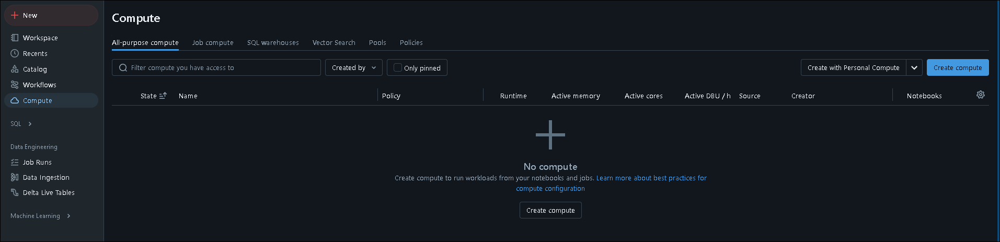 New
Workspace
Recents
Catalog
Workflows
Compute
SQL
Data Engineering
Job Runs
Data Ingestion
Delta Live Tables
Machine Learning
Compute
All-purpose compute Job compute SQL warehouses Vector Search Pools Policies
Filter compute you have access to Created by Only pinned Create with Personal Compute Create compute
State Name Policy Runtime Active memory Active cores Active DBU / h Source Creator Notebooks
No compute
Create compute to run workloads from your notebooks and jobs. Learn more about best practices for
compute configuration
Create compute